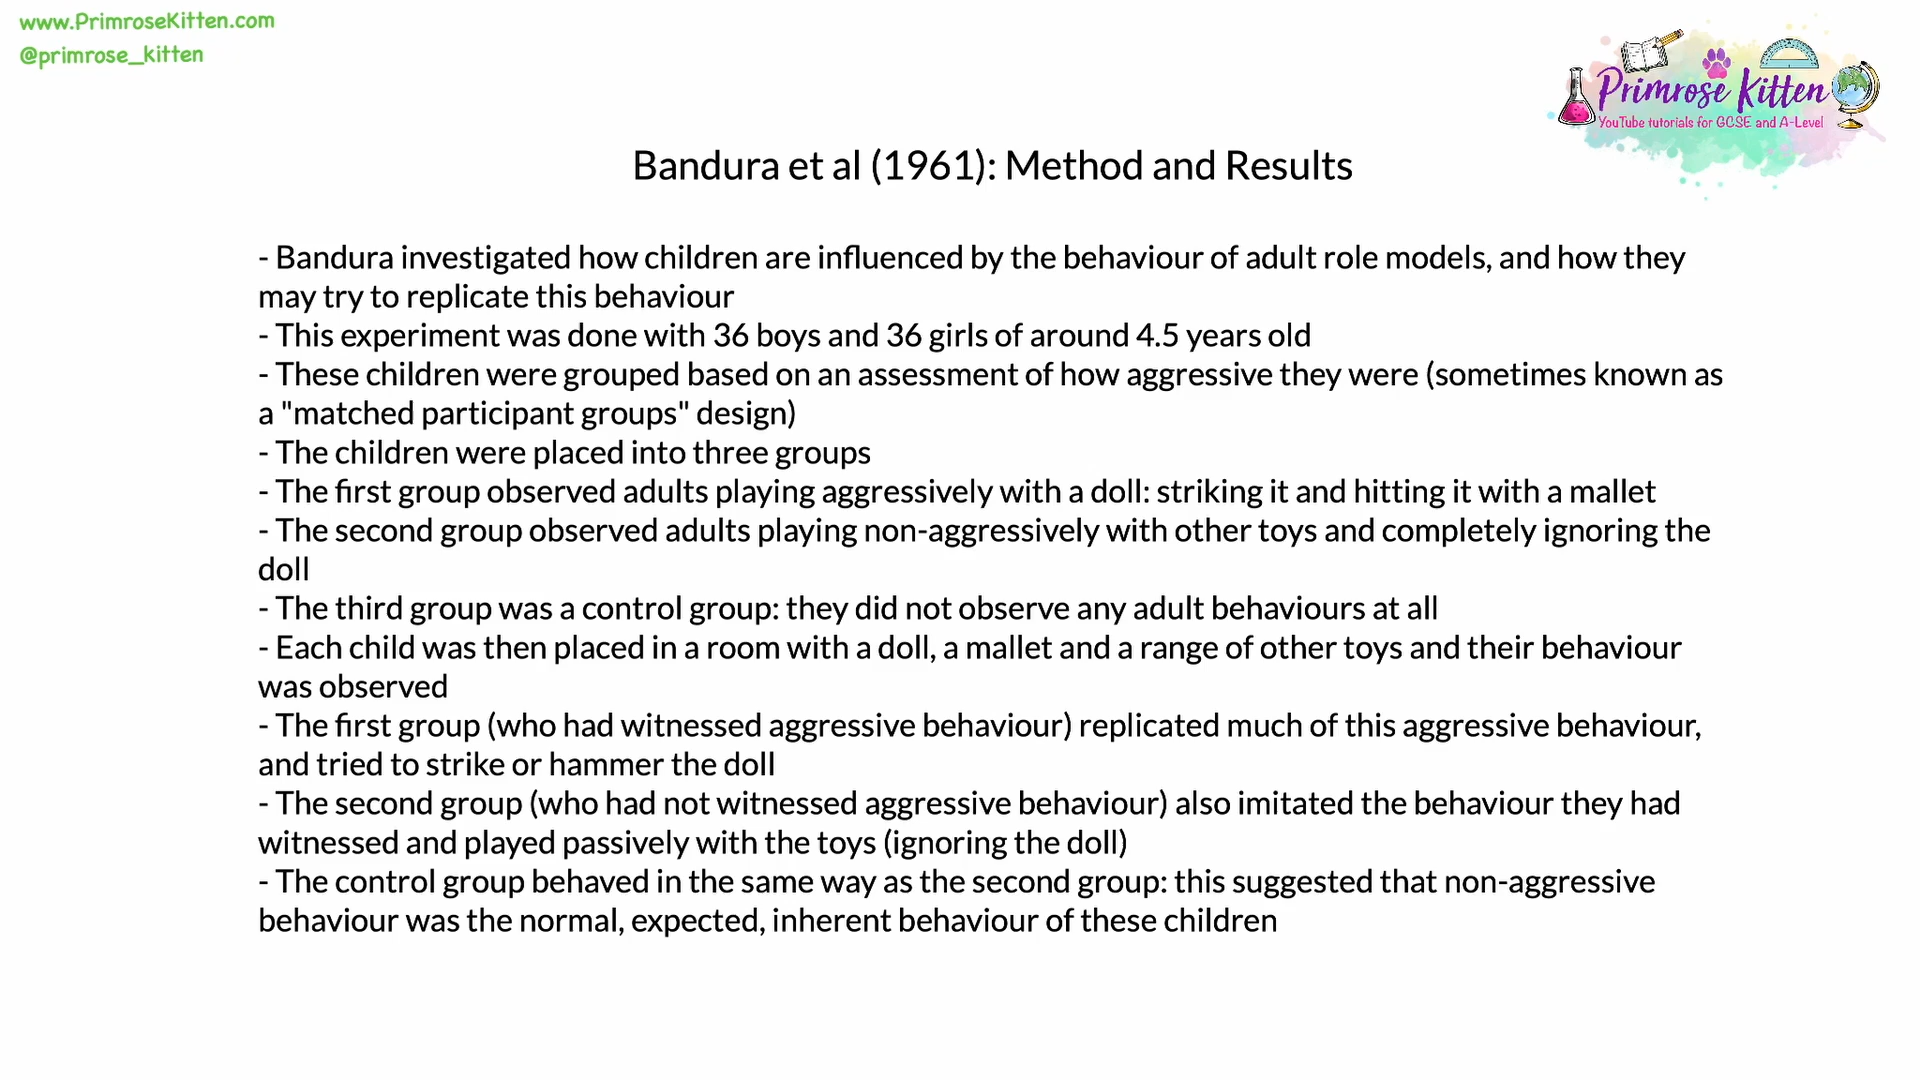 www.PrimroseKitten.com
@primrose_kitten
Primrose Kitten
YouTube tutorials for GCSE and A-Level
Bandura et al (1961): Method and Results
- Bandura investigated how children are influenced by the behaviour of adult role models, and how they
may try to replicate this behaviour
- This experiment was done with 36 boys and 36 girls of around 4.5 years old
- These children were grouped based on an assessment of how aggressive they were (sometimes known as
a "matched participant groups" design)
- The children were placed into three groups
- The first group observed adults playing aggressively with a doll: striking it and hitting it with a mallet
- The second group observed adults playing non-aggressively with other toys and completely ignoring the
doll
- The third group was a control group: they did not observe any adult behaviours at all
- Each child was then placed in a room with a doll, a mallet and a range of other toys and their behaviour
was observed
- The first group (who had witnessed aggressive behaviour) replicated much of this aggressive behaviour,
and tried to strike or hammer the doll
- The second group (who had not witnessed aggressive behaviour) also imitated the behaviour they had
witnessed and played passively with the toys (ignoring the doll)
- The control group behaved in the same way as the second group: this suggested that non-aggressive
behaviour was the normal, expected, inherent behaviour of these children